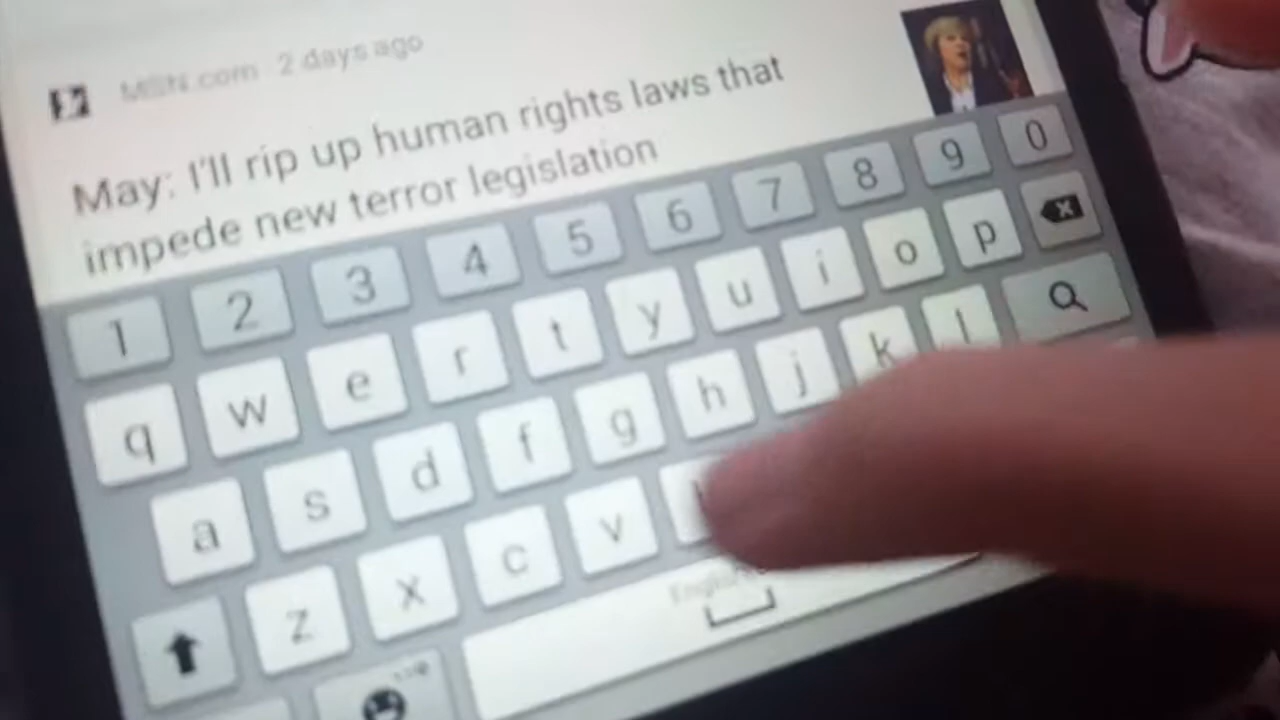 MSN.com 2 days ago
May: I'll rip up human rights laws that
impede new terror legislation
1 2 3 4 5 6 7 8 9 0
q w e r t y u i o p
a s d f g h j k l
z x c v